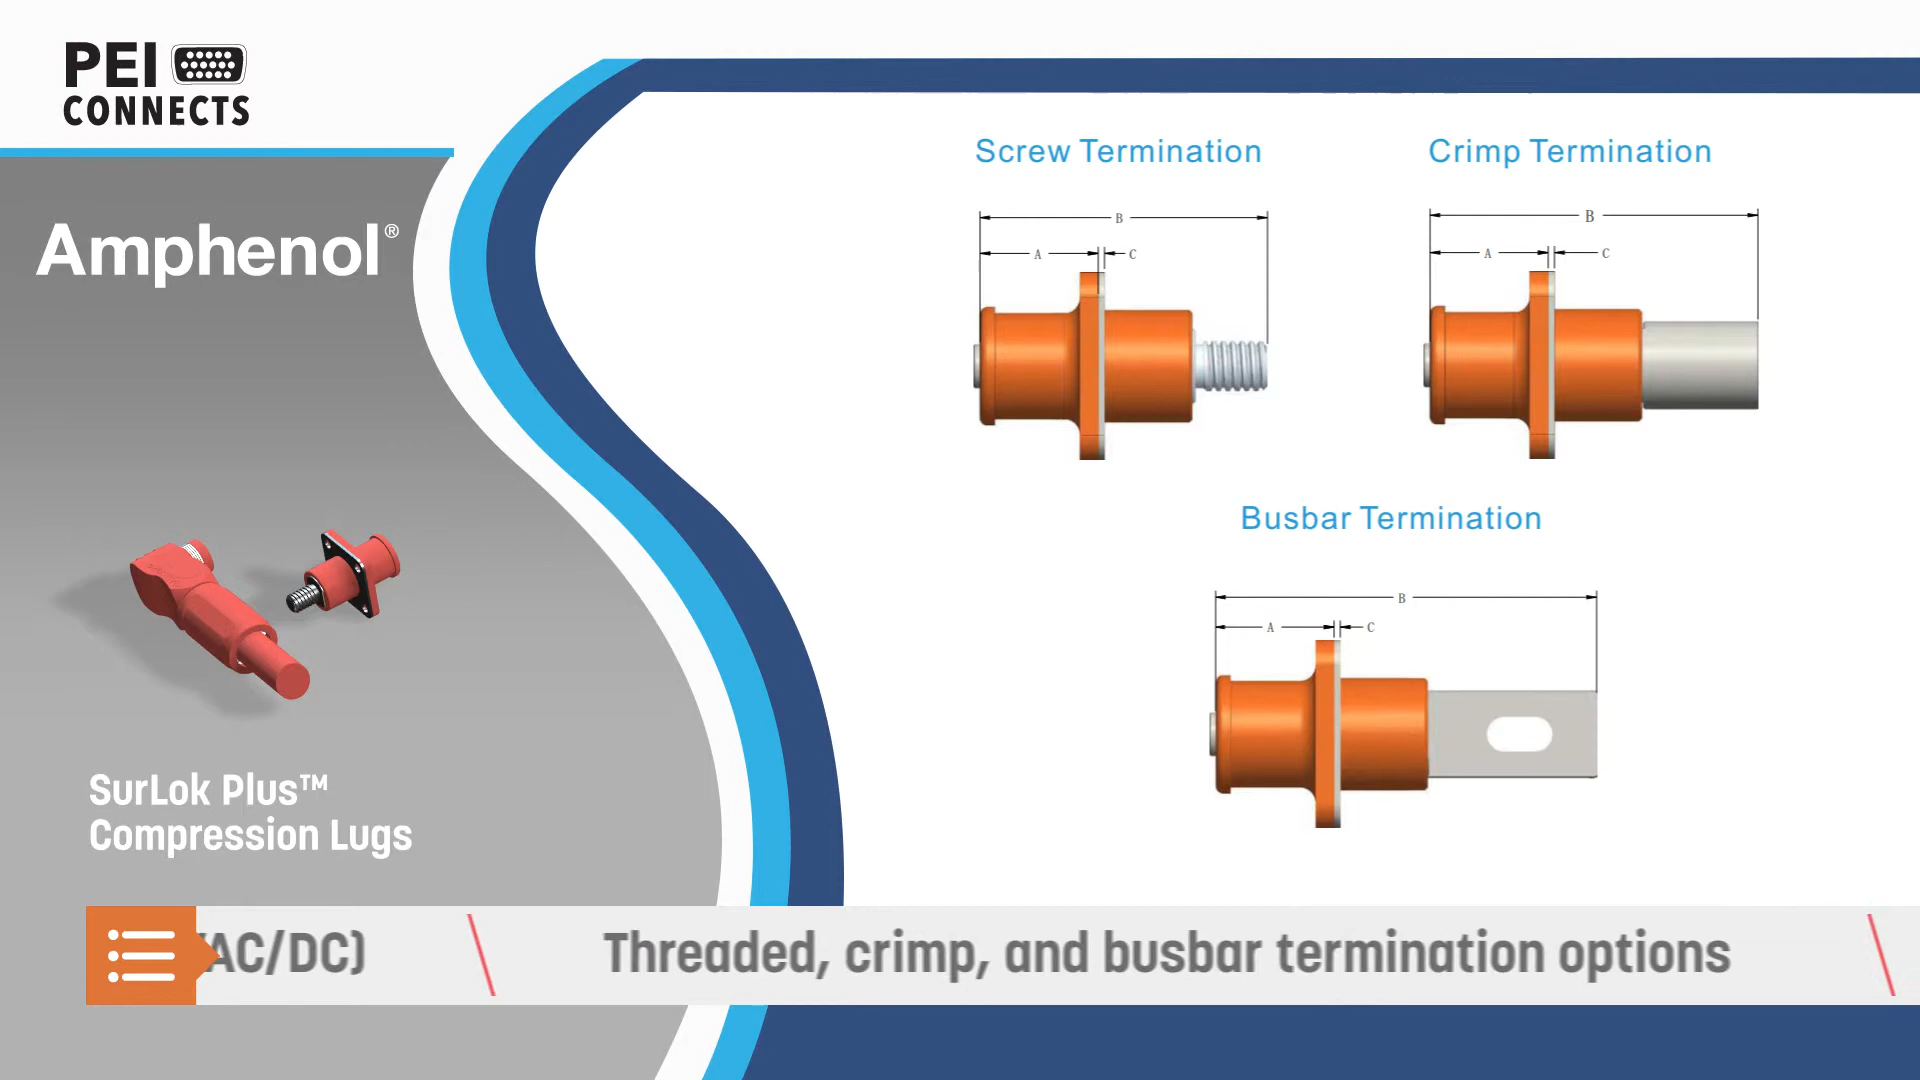 PEI
CONNECTS
Amphenol®
SurLok Plus™
Compression Lugs
Screw Termination
B
A
C
Crimp Termination
B
A
C
Busbar Termination
B
A
C
AC/DC)
Threaded, crimp, and busbar termination options